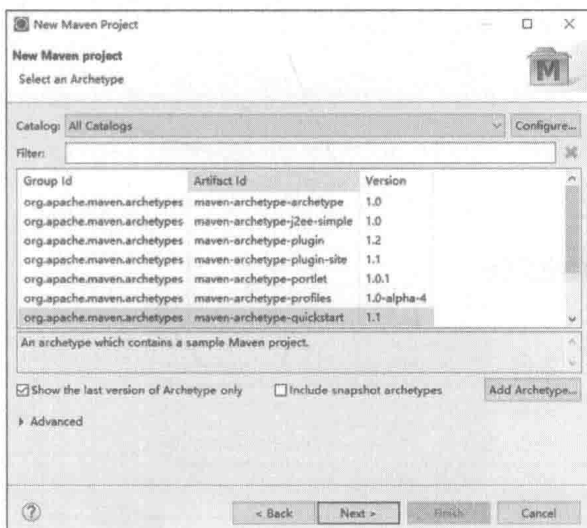 New Maven Project
New Maven project
Select an Archetype
M
Catalog: All Catalogs Configure...
Filter:
Group Id Artifact Id Version
org.apache.maven.archetypes maven-archetype-archetype 1.0
org.apache.maven.archetypes maven-archetype-j2ee-simple 1.0
org.apache.maven.archetypes maven-archetype-plugin 1.2
org.apache.maven.archetypes maven-archetype-plugin-site 1.1
org.apache.maven.archetypes maven-archetype-portlet 1.0.1
org.apache.maven.archetypes maven-archetype-profiles 1.0-alpha-4
org.apache.maven.archetypes maven-archetype-quickstart 1.1
An archetype which contains a sample Maven project.
Show the last version of Archetype only Include snapshot archetypes Add Archetype...
Advanced
? < Back Next > Finish Cancel